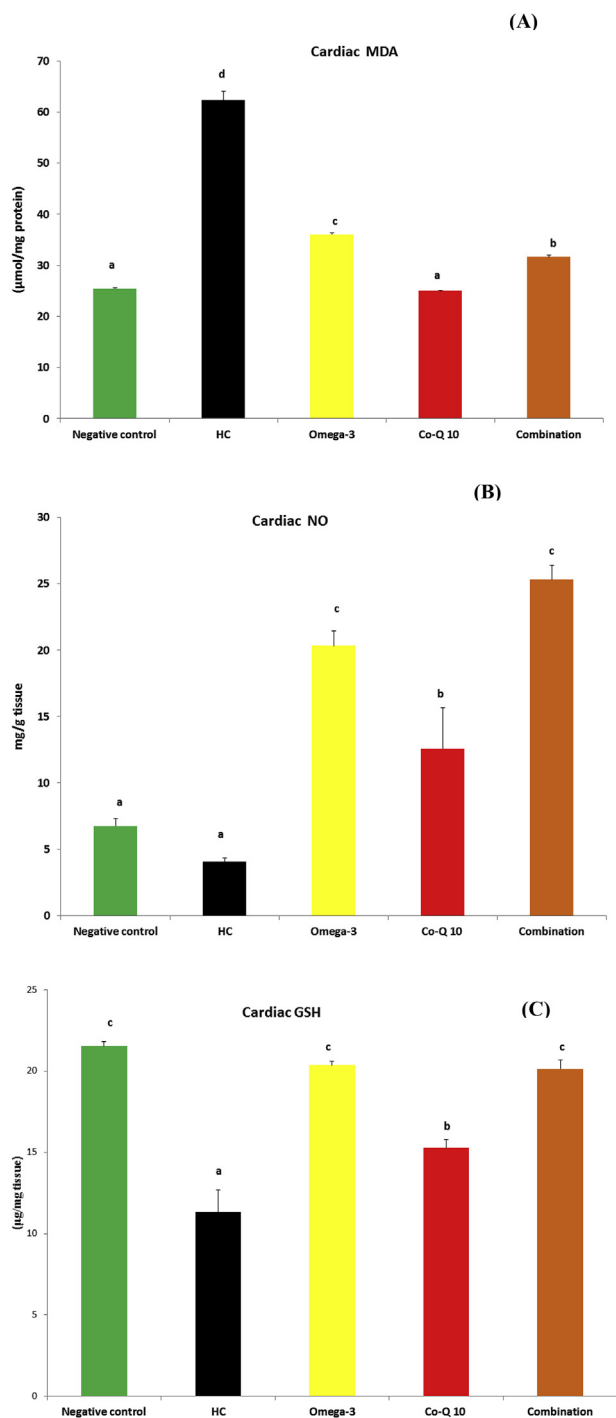 (A)
Cardiac MDA
70
60
50
40
30
20
10
0
(μmol/mg protein)
a
d
c
a
b
Negative control HC Omega-3 Co-Q 10 Combination
(B)
Cardiac NO
30
25
20
15
10
5
0
mg/g tissue
a
a
c
b
c
Negative control HC Omega-3 Co-Q 10 Combination
(C)
Cardiac GSH
25
20
15
10
5
0
(μg/mg tissue)
c
a
c
b
c
Negative control HC Omega-3 Co-Q 10 Combination